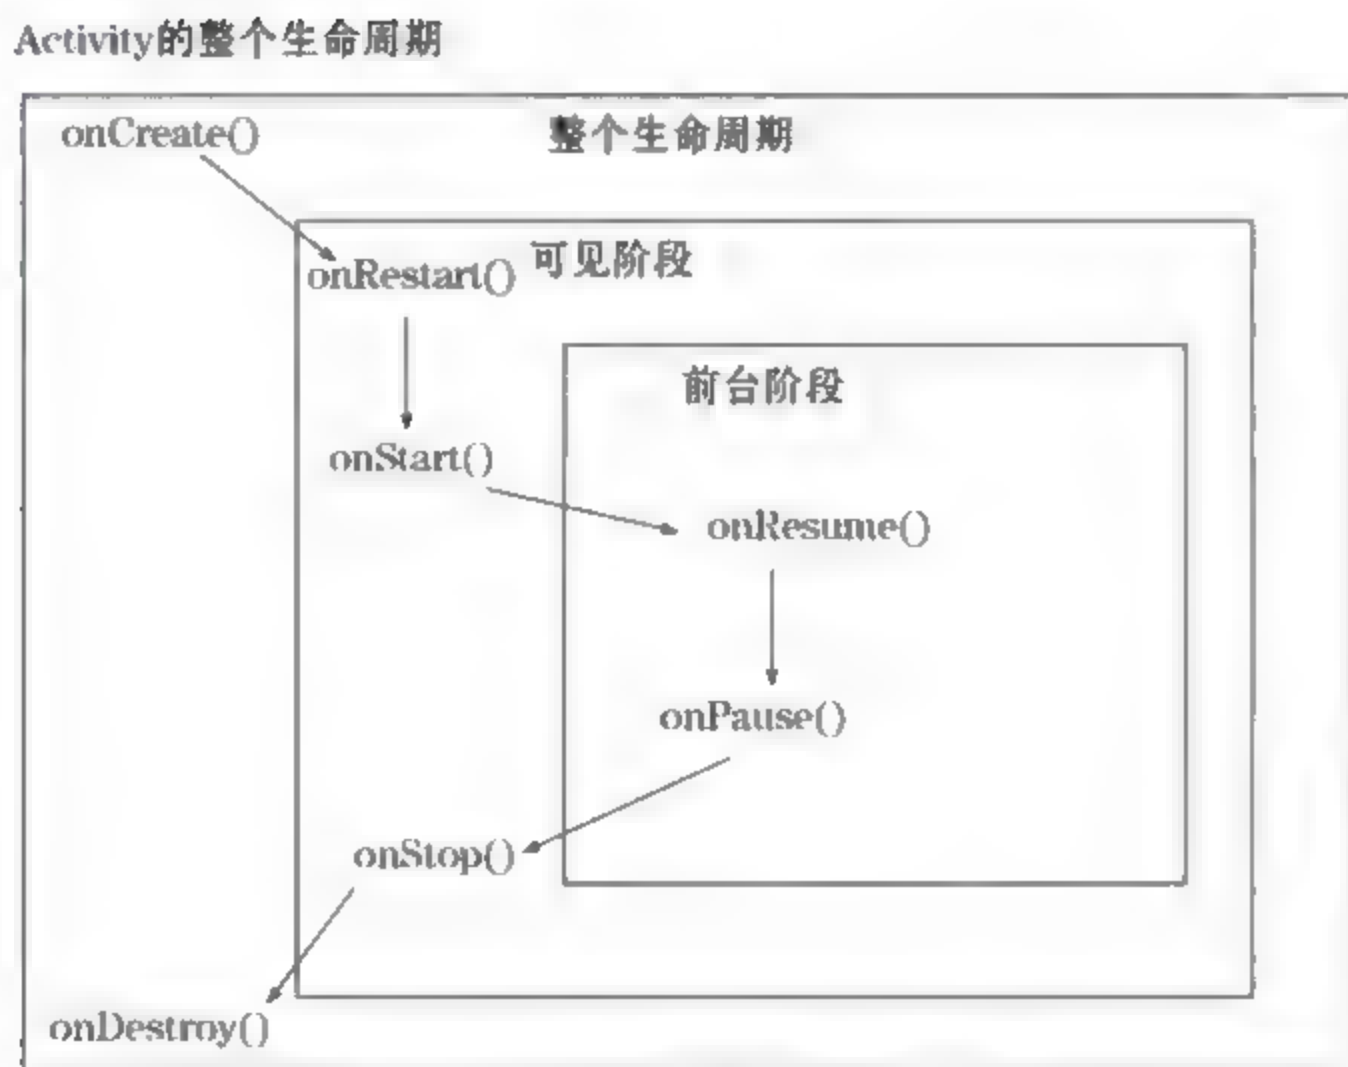 Activity的整个生命周期
onCreate()
整个生命周期
onRestart()
可见阶段
前台阶段
onStart()
onResume()
onPause()
onStop()
onDestroy()